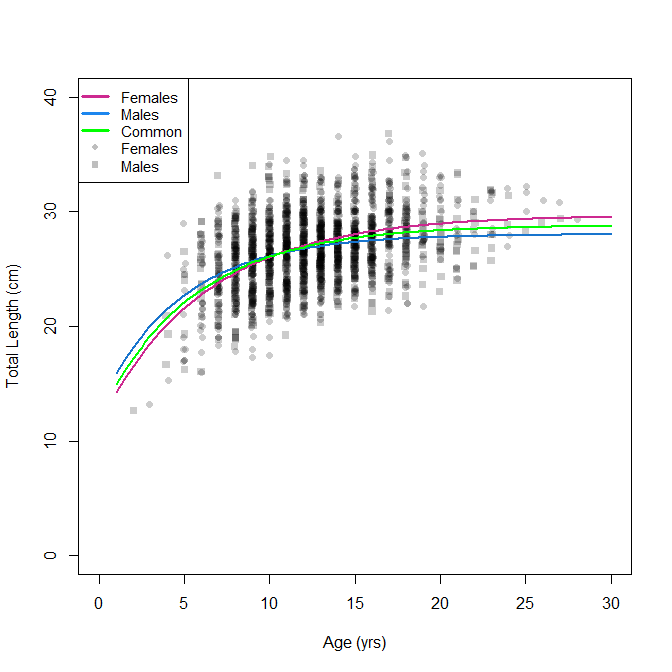 Females
Males
Common
Females
Males
40
30
20
10
0
Total Length (cm)
0 5 10 15 20 25 30
Age (yrs)